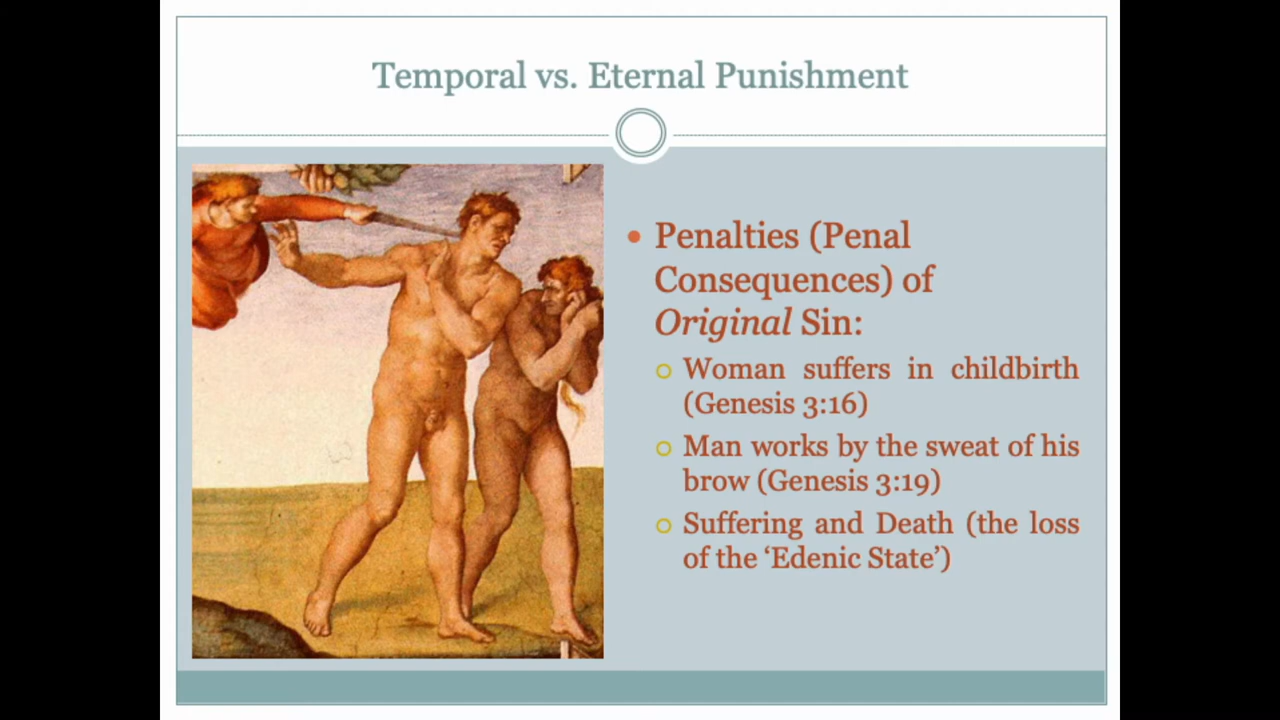 Temporal vs. Eternal Punishment
• Penalties (Penal
Consequences) of
Original Sin:
o Woman suffers in childbirth
(Genesis 3:16)
o Man works by the sweat of his
brow (Genesis 3:19)
o Suffering and Death (the loss
of the ‘Edenic State’)